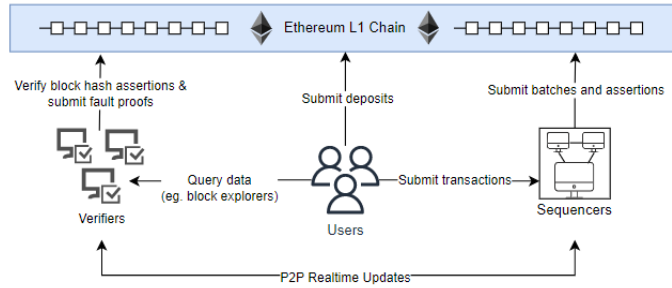 Ethereum L1 Chain
Verify block hash assertions &
submit fault proofs
Submit deposits
Submit batches and assertions
Query data
(eg. block explorers)
Submit transactions
Verifiers
Users
Sequencers
P2P Realtime Updates